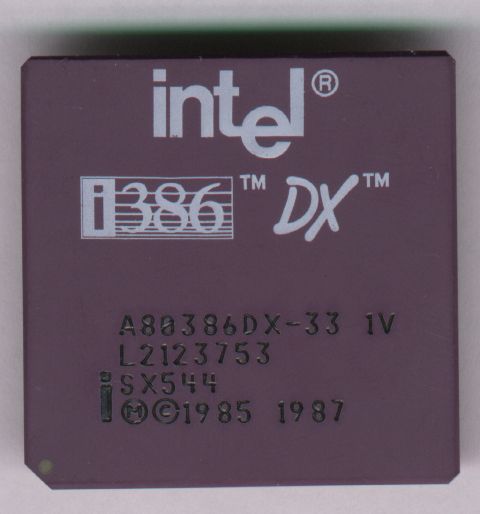 intel®
i386™ DX™
A80386DX-33 IV
L2123753
i SX544
Ⓜ©1985 1987